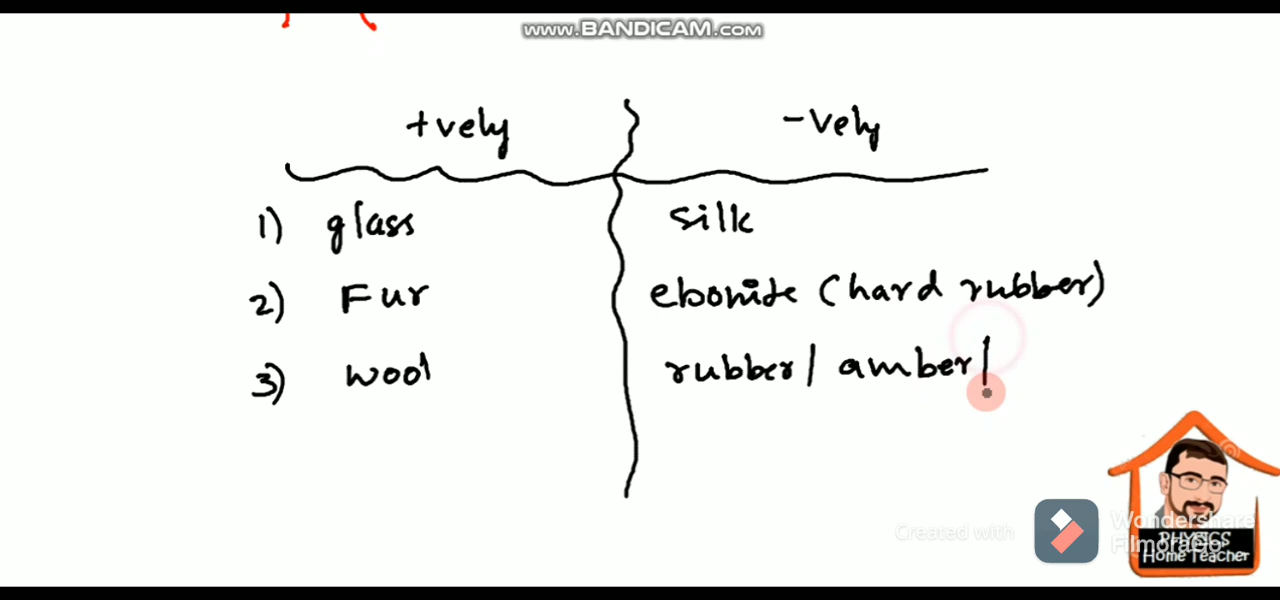 www.BANDICAM.com
+vely -vely
1) glass silk
2) Fur ebonite (hard rubber)
3) wool rubber/ amber/
Created with Wondershare
Filmora
PHYSICS
Home Teacher